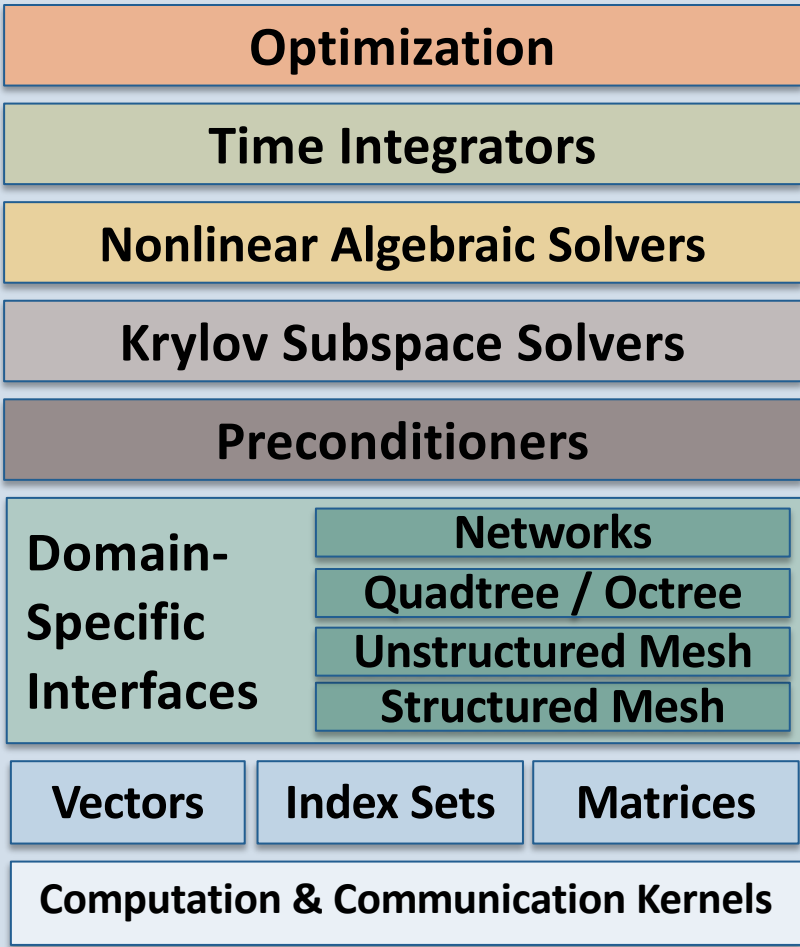 Optimization
Time Integrators
Nonlinear Algebraic Solvers
Krylov Subspace Solvers
Preconditioners
Domain-
Specific
Interfaces
Networks
Quadtree / Octree
Unstructured Mesh
Structured Mesh
Vectors
Index Sets
Matrices
Computation & Communication Kernels